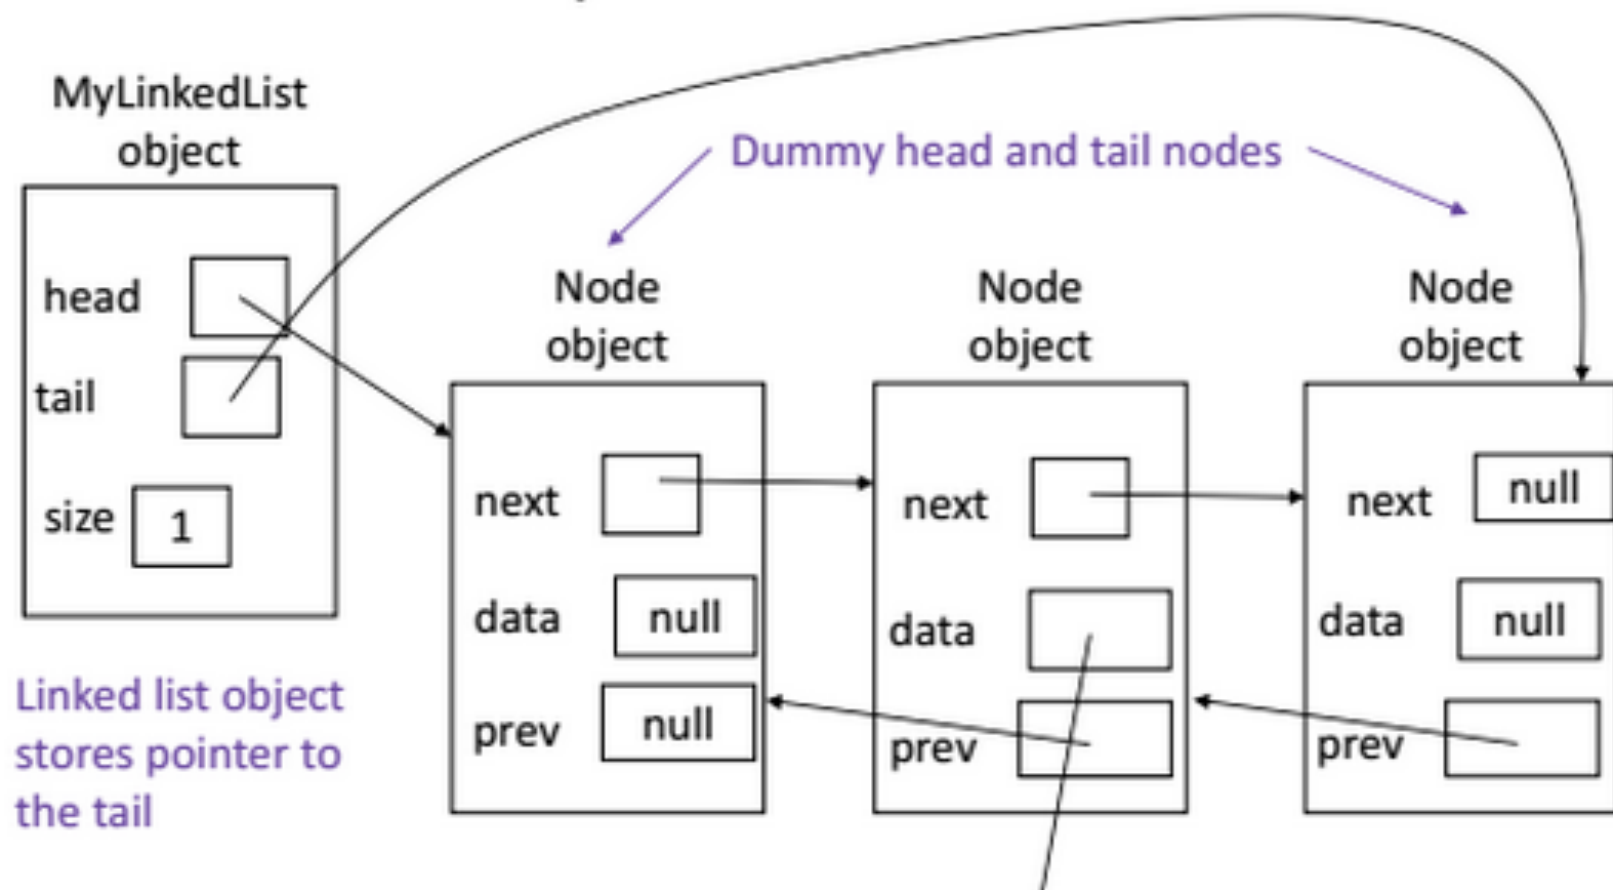 MyLinkedList
object
Dummy head and tail nodes
head
tail
size 1
Linked list object
stores pointer to
the tail
Node
object
next
data null
prev null
Node
object
next
data
prev
Node
object
next null
data null
prev